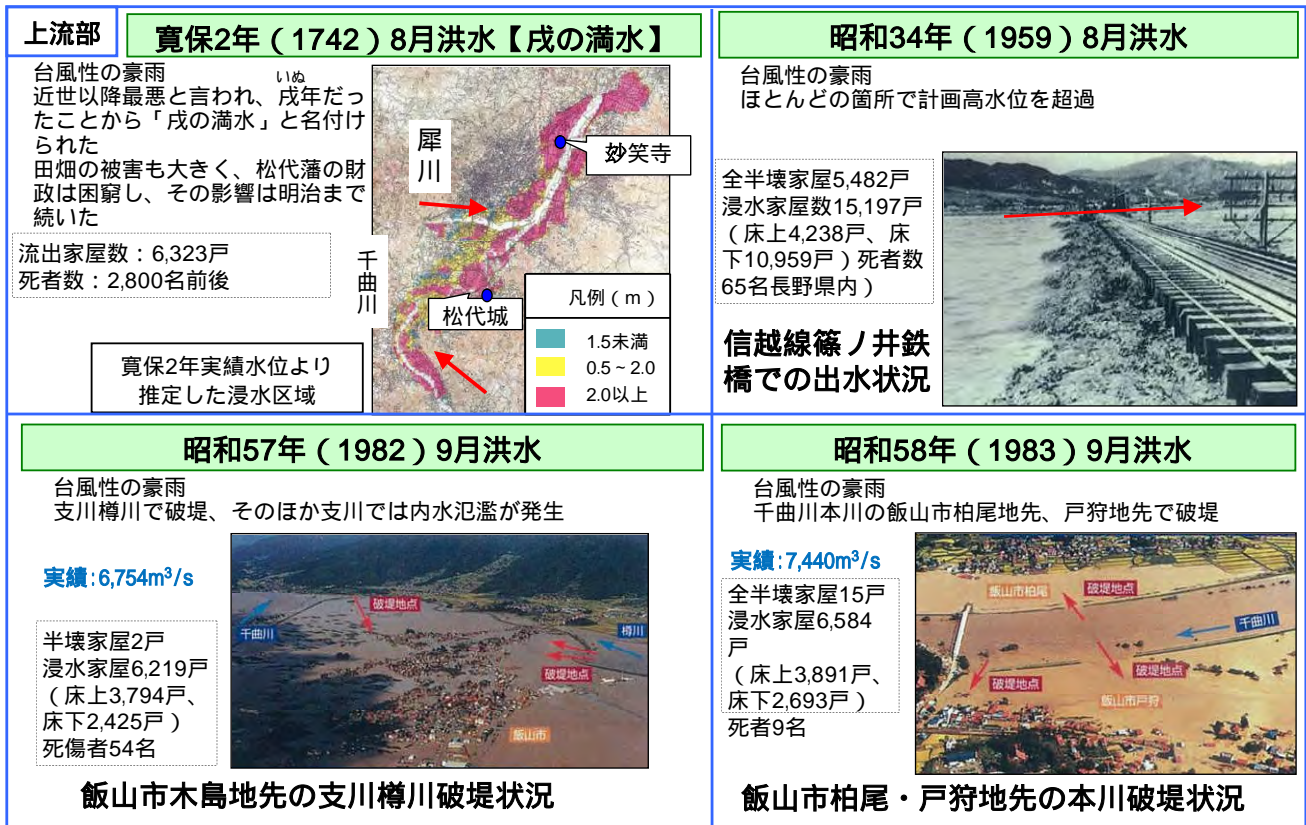 上流部
寛保2年(1742)8月洪水【戌の満水】
台風性の豪雨
いぬ
近世以降最悪と言われ、戌年だっ
たことから「戌の満水」と名付け
られた
田畑の被害も大きく、松代藩の財
政は困窮し、その影響は明治まで
続いた
流出家屋数:6,323戸
死者数:2,800名前後
寛保2年実績水位より
推定した浸水区域
犀川
千曲川
妙笑寺
松代城
凡例(m)
1.5未満
0.5~2.0
2.0以上
昭和34年(1959)8月洪水
台風性の豪雨
ほとんどの箇所で計画高水位を超過
全半壊家屋5,482戸
浸水家屋数15,197戸
(床上4,238戸、床
下10,959戸)死者数
65名長野県内)
信越線篠ノ井鉄
橋での出水状況
昭和57年(1982)9月洪水
台風性の豪雨
支川樽川で破堤、そのほか支川では内水氾濫が発生
実績:6,754m³/s
半壊家屋2戸
浸水家屋6,219戸
(床上3,794戸、
床下2,425戸)
死傷者54名
千曲川
破堤地点
樽川
破堤地点
飯山市
飯山市木島地先の支川樽川破堤状況
昭和58年(1983)9月洪水
台風性の豪雨
千曲川本川の飯山市柏尾地先、戸狩地先で破堤
実績:7,440m³/s
全半壊家屋15戸
浸水家屋6,584
戸
(床上3,891戸、
床下2,693戸)
死者9名
飯山市柏尾
破堤地点
千曲川
破堤地点
破堤地点
飯山市戸狩
飯山市柏尾・戸狩地先の本川破堤状況